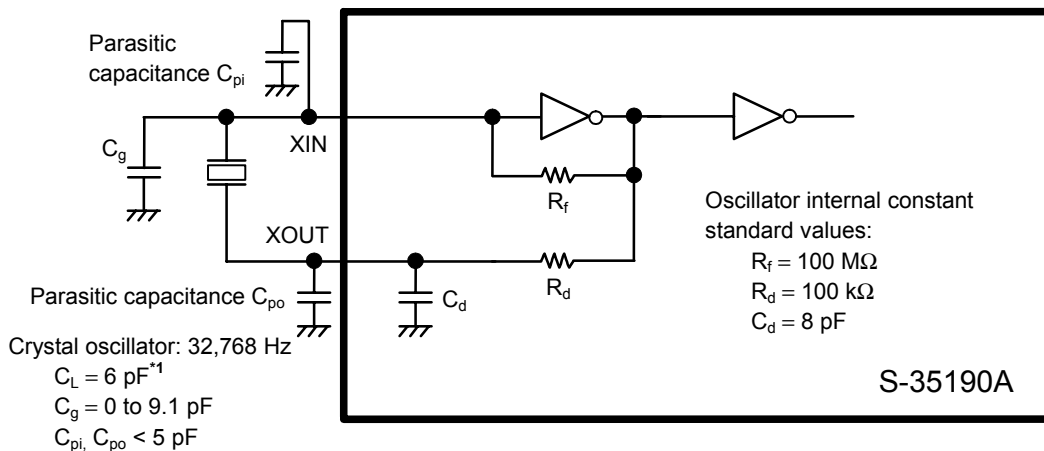 Parasitic
capacitance Cpi
Cg
XIN
Rf
XOUT
Rd
Cd
Parasitic capacitance Cpo
Crystal oscillator: 32,768 Hz
CL = 6 pF*1
Cg = 0 to 9.1 pF
Cpi, Cpo < 5 pF
Oscillator internal constant
standard values:
Rf = 100 MΩ
Rd = 100 kΩ
Cd = 8 pF
S-35190A